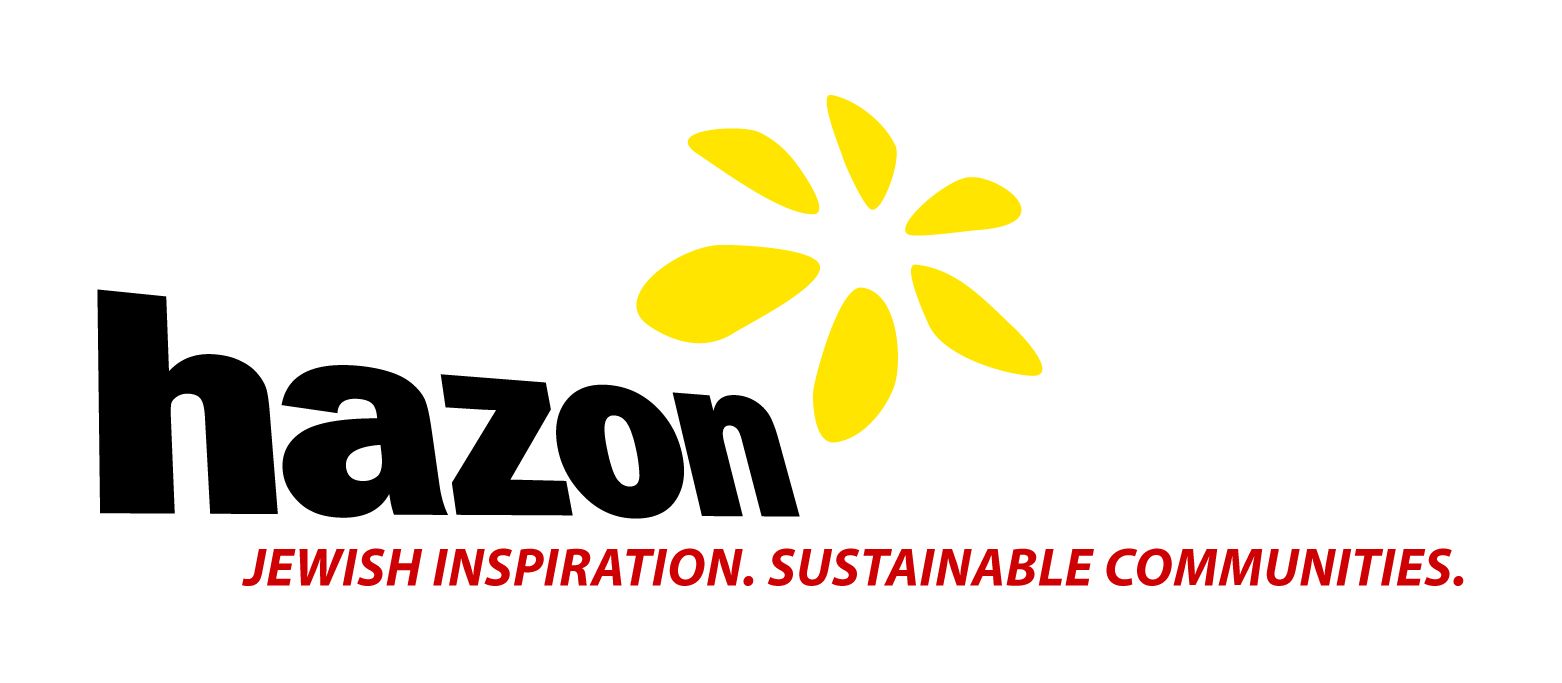 hazon
JEWISH INSPIRATION. SUSTAINABLE COMMUNITIES.